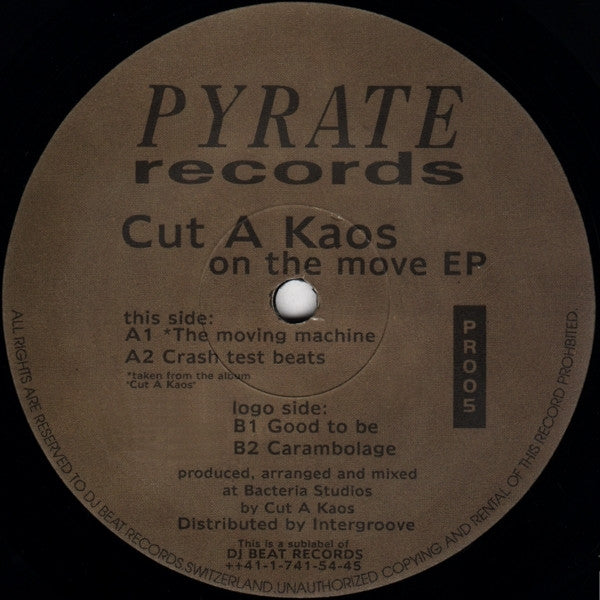 PYRATE
records
Cut A Kaos
on the move EP
this side:
A1 *The moving machine
A2 Crash test beats
*taken from the album
'Cut A Kaos'
PR005
logo side:
B1 Good to be
B2 Carambolage
produced, arranged and mixed
at Bacteria Studios
by Cut A Kaos
Distributed by Intergroove
This is a sublabel of
DJ BEAT RECORDS
++41-1-741-54-45
ALL RIGHTS ARE RESERVED TO DJ BEAT RECORDS.SWITZERLAND.UNAUTHORIZED COPYING AND RENTAL OF THIS RECORD PROHIBITED.